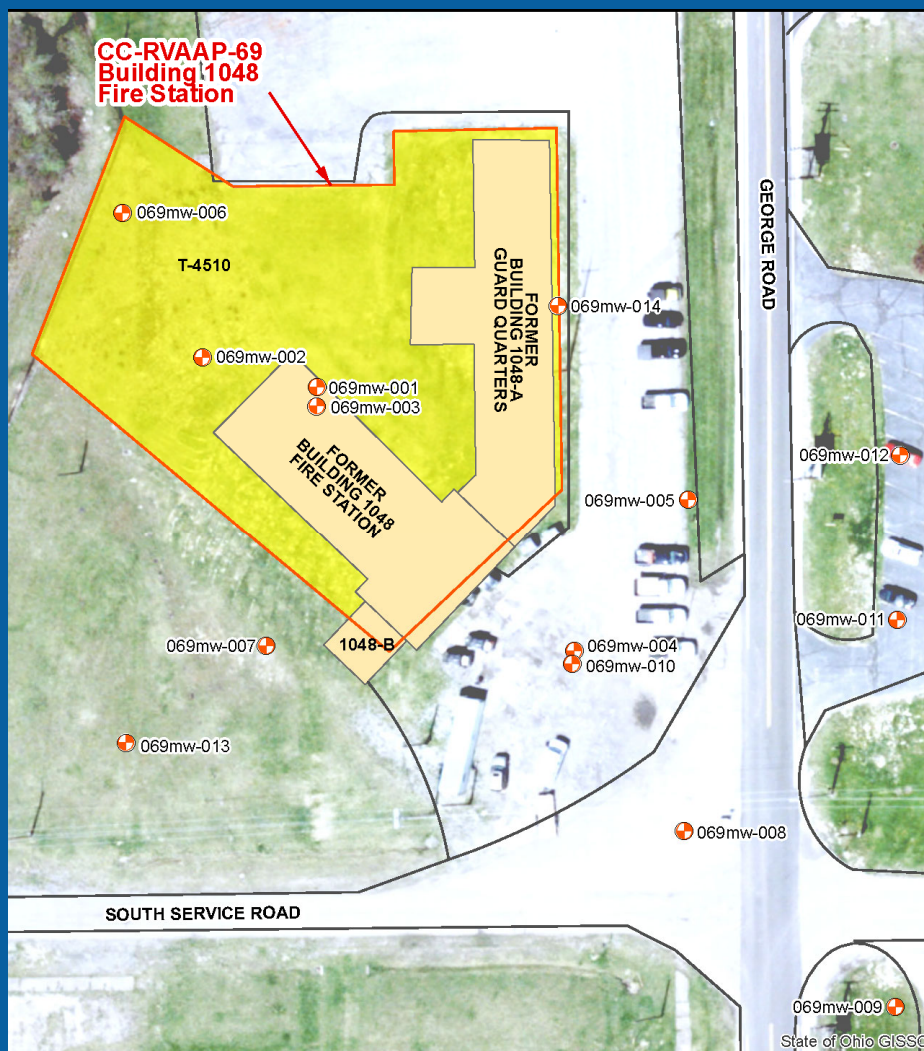 CC-RVAAP-69
Building 1048
Fire Station
069mw-006
T-4510
GEORGE ROAD
FORMER
BUILDING 1048-A
GUARD QUARTERS
069mw-014
069mw-002
069mw-001
069mw-003
FORMER
BUILDING 1048
FIRE STATION
069mw-012
069mw-005
069mw-011
069mw-007
1048-B
069mw-004
069mw-010
069mw-013
069mw-008
SOUTH SERVICE ROAD
069mw-009
State of Ohio GISSC